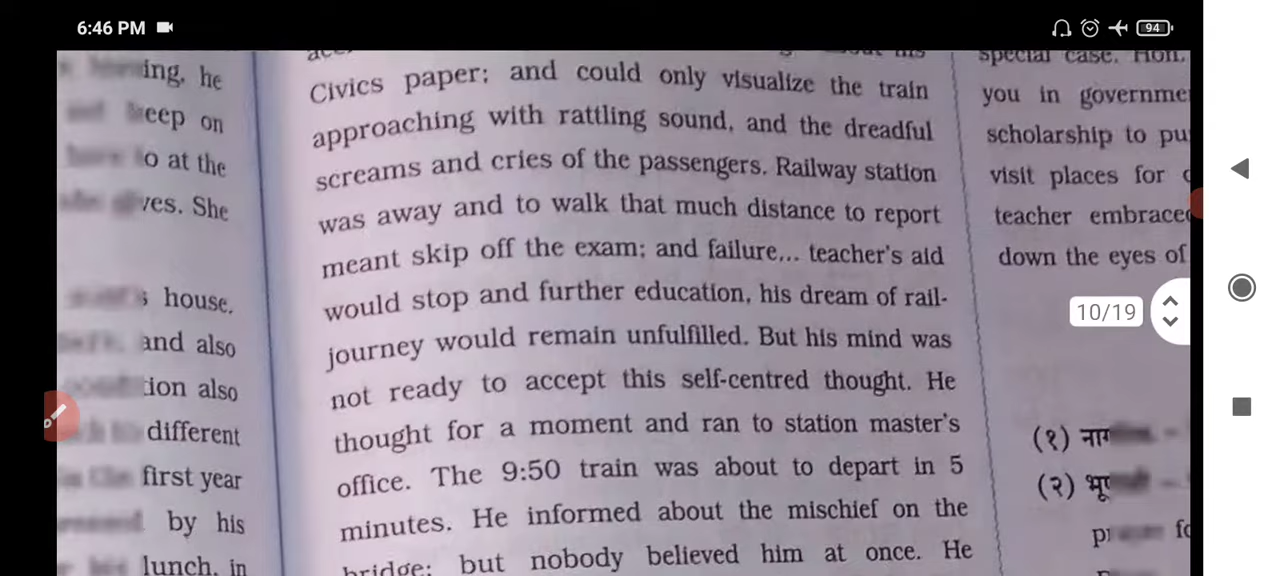 6:46 PM
94
ing, he
eep on
o at the
ves. She
s house.
and also
ion also
different
first year
by his
lunch, in
Civics paper; and could only visualize the train
approaching with rattling sound, and the dreadful
screams and cries of the passengers. Railway station
was away and to walk that much distance to report
meant skip off the exam; and failure... teacher's aid
would stop and further education, his dream of rail-
journey would remain unfulfilled. But his mind was
not ready to accept this self-centred thought. He
thought for a moment and ran to station master's
office. The 9:50 train was about to depart in 5
minutes. He informed about the mischief on the
bridge; but nobody believed him at once. He
special case. Hon.
you in governme
scholarship to pu
visit places for
teacher embraced
down the eyes of
10/19
(१) नाग
(२) भू